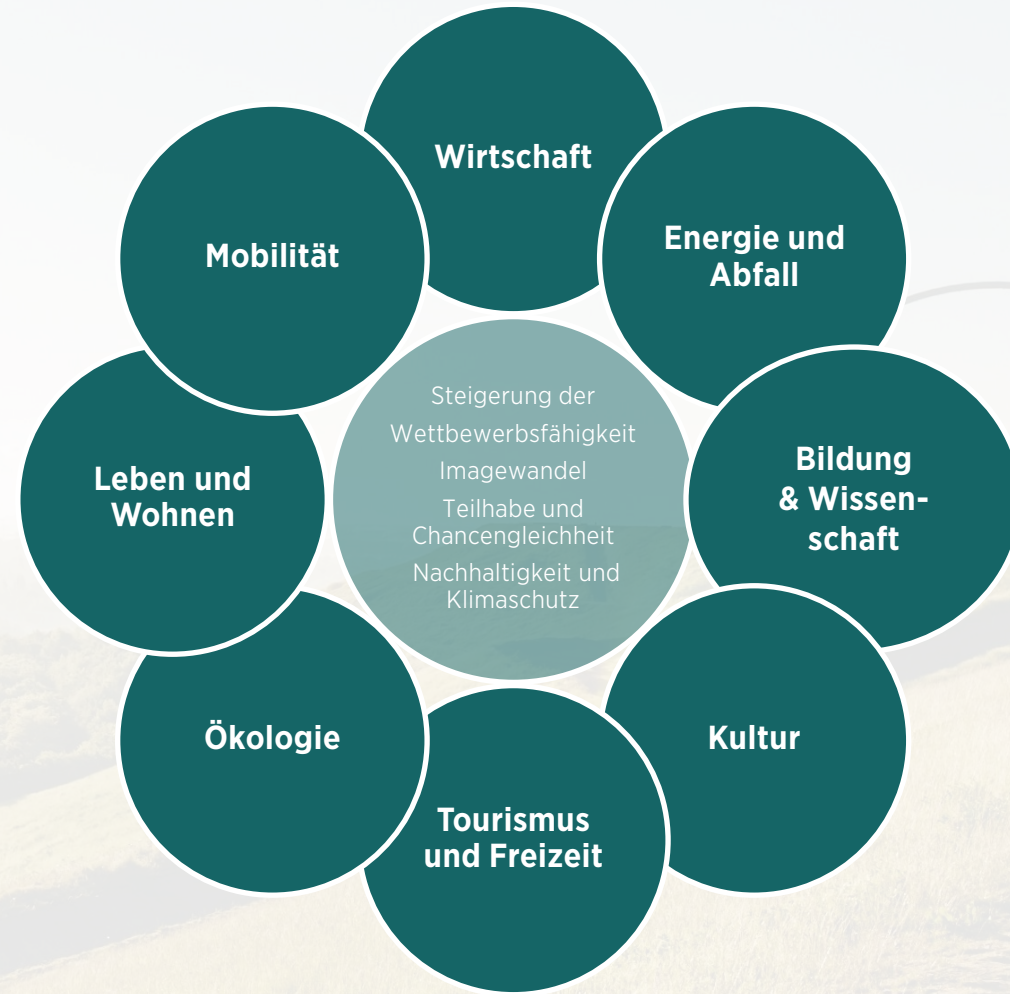 Wirtschaft
Energie und
Abfall
Bildung
& Wissen-
schaft
Kultur
Tourismus
und Freizeit
Ökologie
Leben und
Wohnen
Mobilität
Steigerung der
Wettbewerbsfähigkeit
Imagewandel
Teilhabe und
Chancengleichheit
Nachhaltigkeit und
Klimaschutz